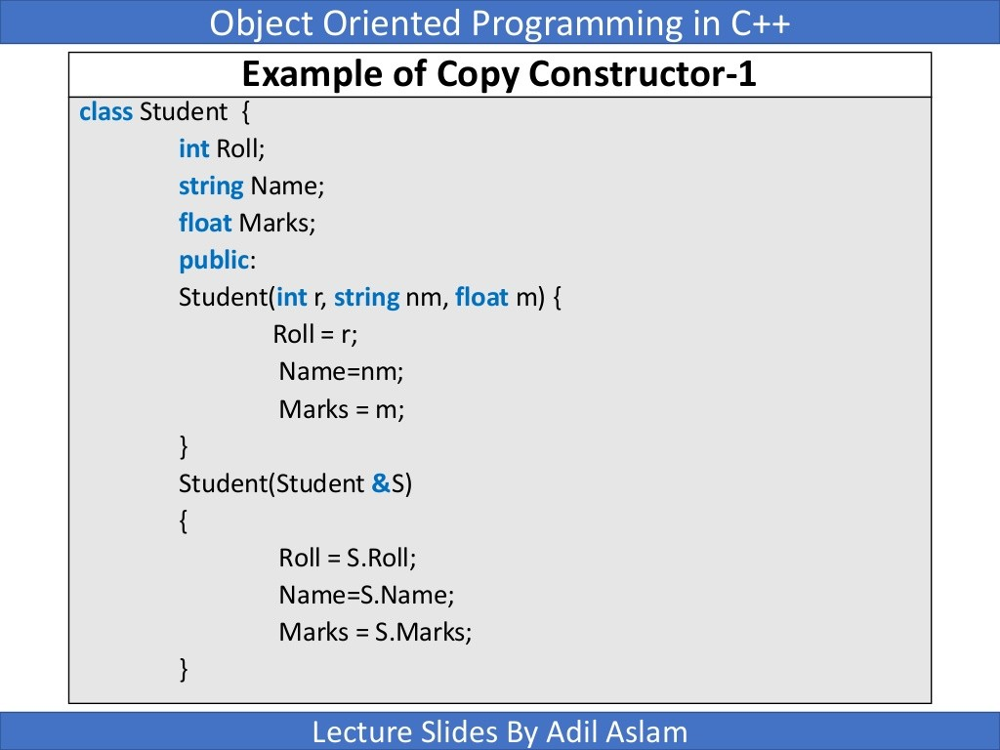 Object Oriented Programming in C++
Example of Copy Constructor-1
class Student {
int Roll;
string Name;
float Marks;
public:
Student(int r, string nm, float m) {
Roll = r;
Name=nm;
Marks = m;
}
Student(Student &S)
{
Roll = S.Roll;
Name=S.Name;
Marks = S.Marks;
}
Lecture Slides By Adil Aslam